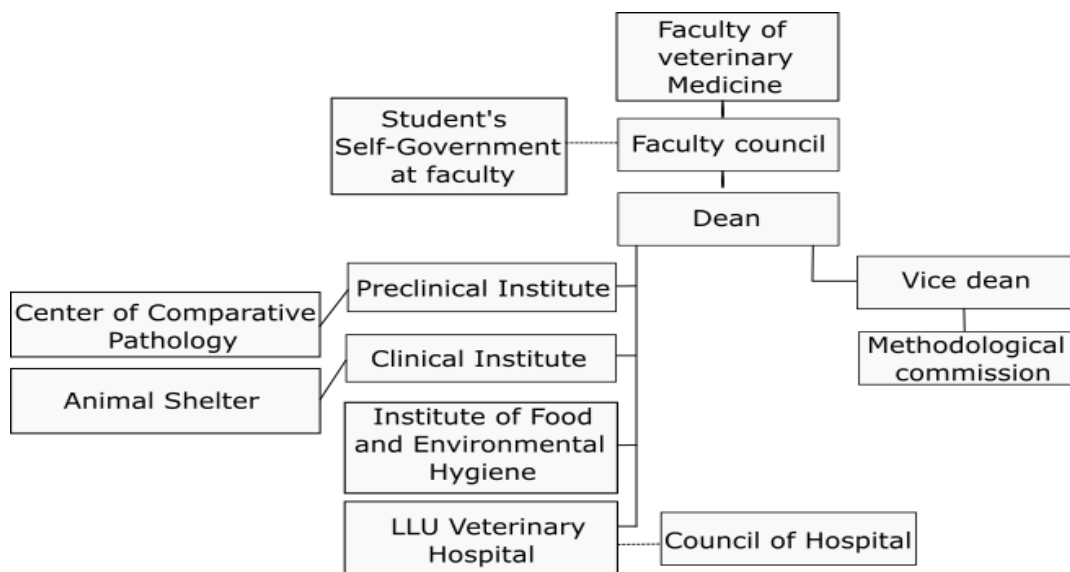 Faculty of
veterinary
Medicine
Student's
Self-Government
at faculty
Faculty council
Dean
Preclinical Institute
Vice dean
Center of Comparative
Pathology
Methodological
commission
Clinical Institute
Animal Shelter
Institute of Food
and Environmental
Hygiene
LLU Veterinary
Hospital
Council of Hospital